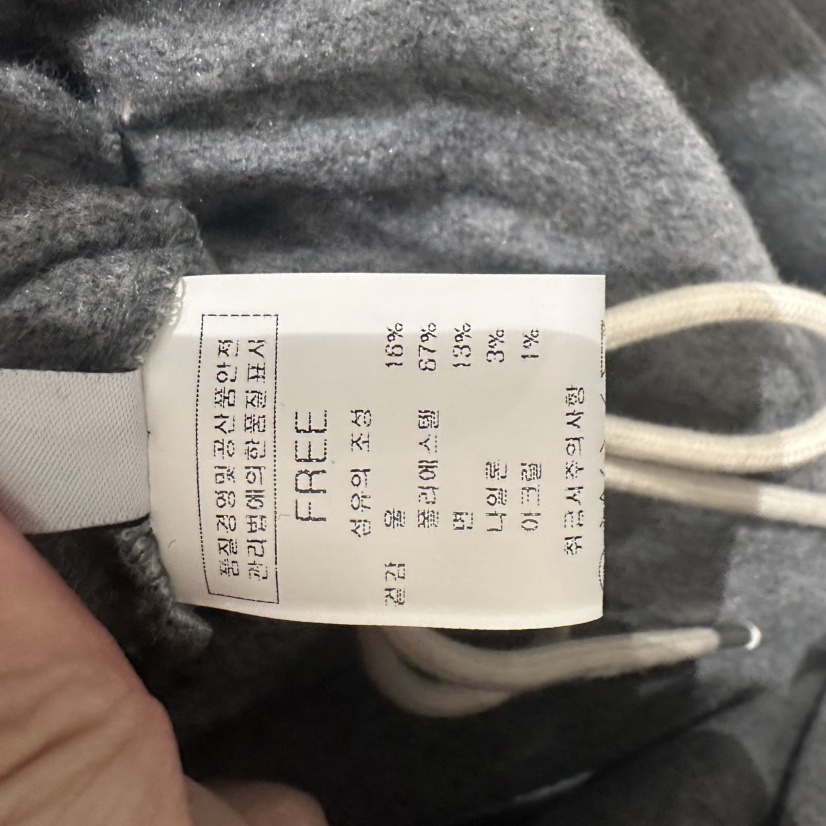 품질경영및 공산품안전
관리법에의한 품질표시
FREE
섬유의 조성
겉감 울 16%
폴리에스텔 67%
면 13%
나일론 3%
아크릴 1%
취급시주의사항